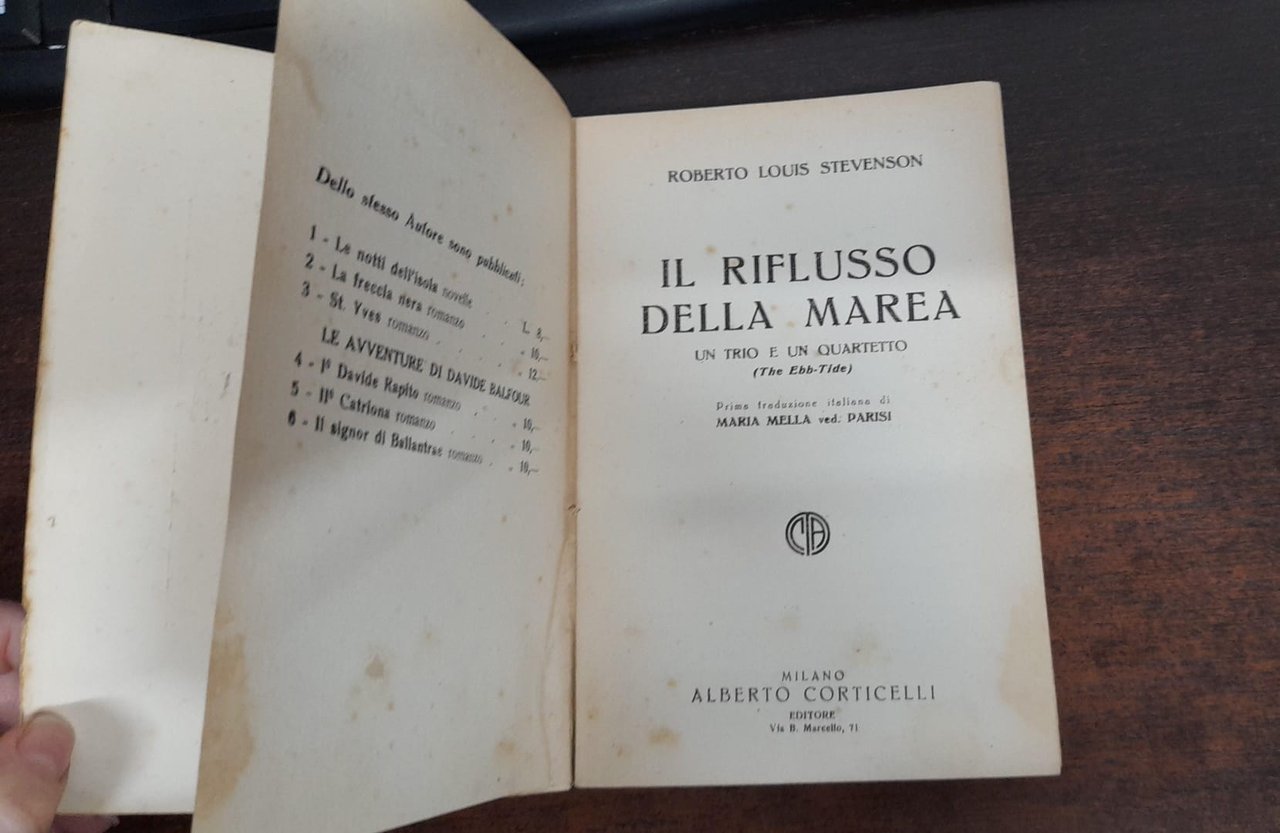 Dello stesso Autore sono pubblicati:
1 - Le notti dell'isola novelle . . L. 8,—
2 - La freccia nera romanzo . . " 10,—
3 - St. Yves romanzo . . . . " 12,—
LE AVVENTURE DI DAVIDE BALFOUR
4 - Iº Davide Rapito romanzo . . " 10,—
5 - IIº Catriona romanzo . . . . " 10,—
6 - Il signor di Ballantrae romanzo . . " 10,—
ROBERTO LOUIS STEVENSON
IL RIFLUSSO
DELLA MAREA
UN TRIO E UN QUARTETTO
(The Ebb-Tide)
Prima traduzione italiana di
MARIA MELLA ved. PARISI
CTA
MILANO
ALBERTO CORTICELLI
EDITORE
Via B. Marcello, 71